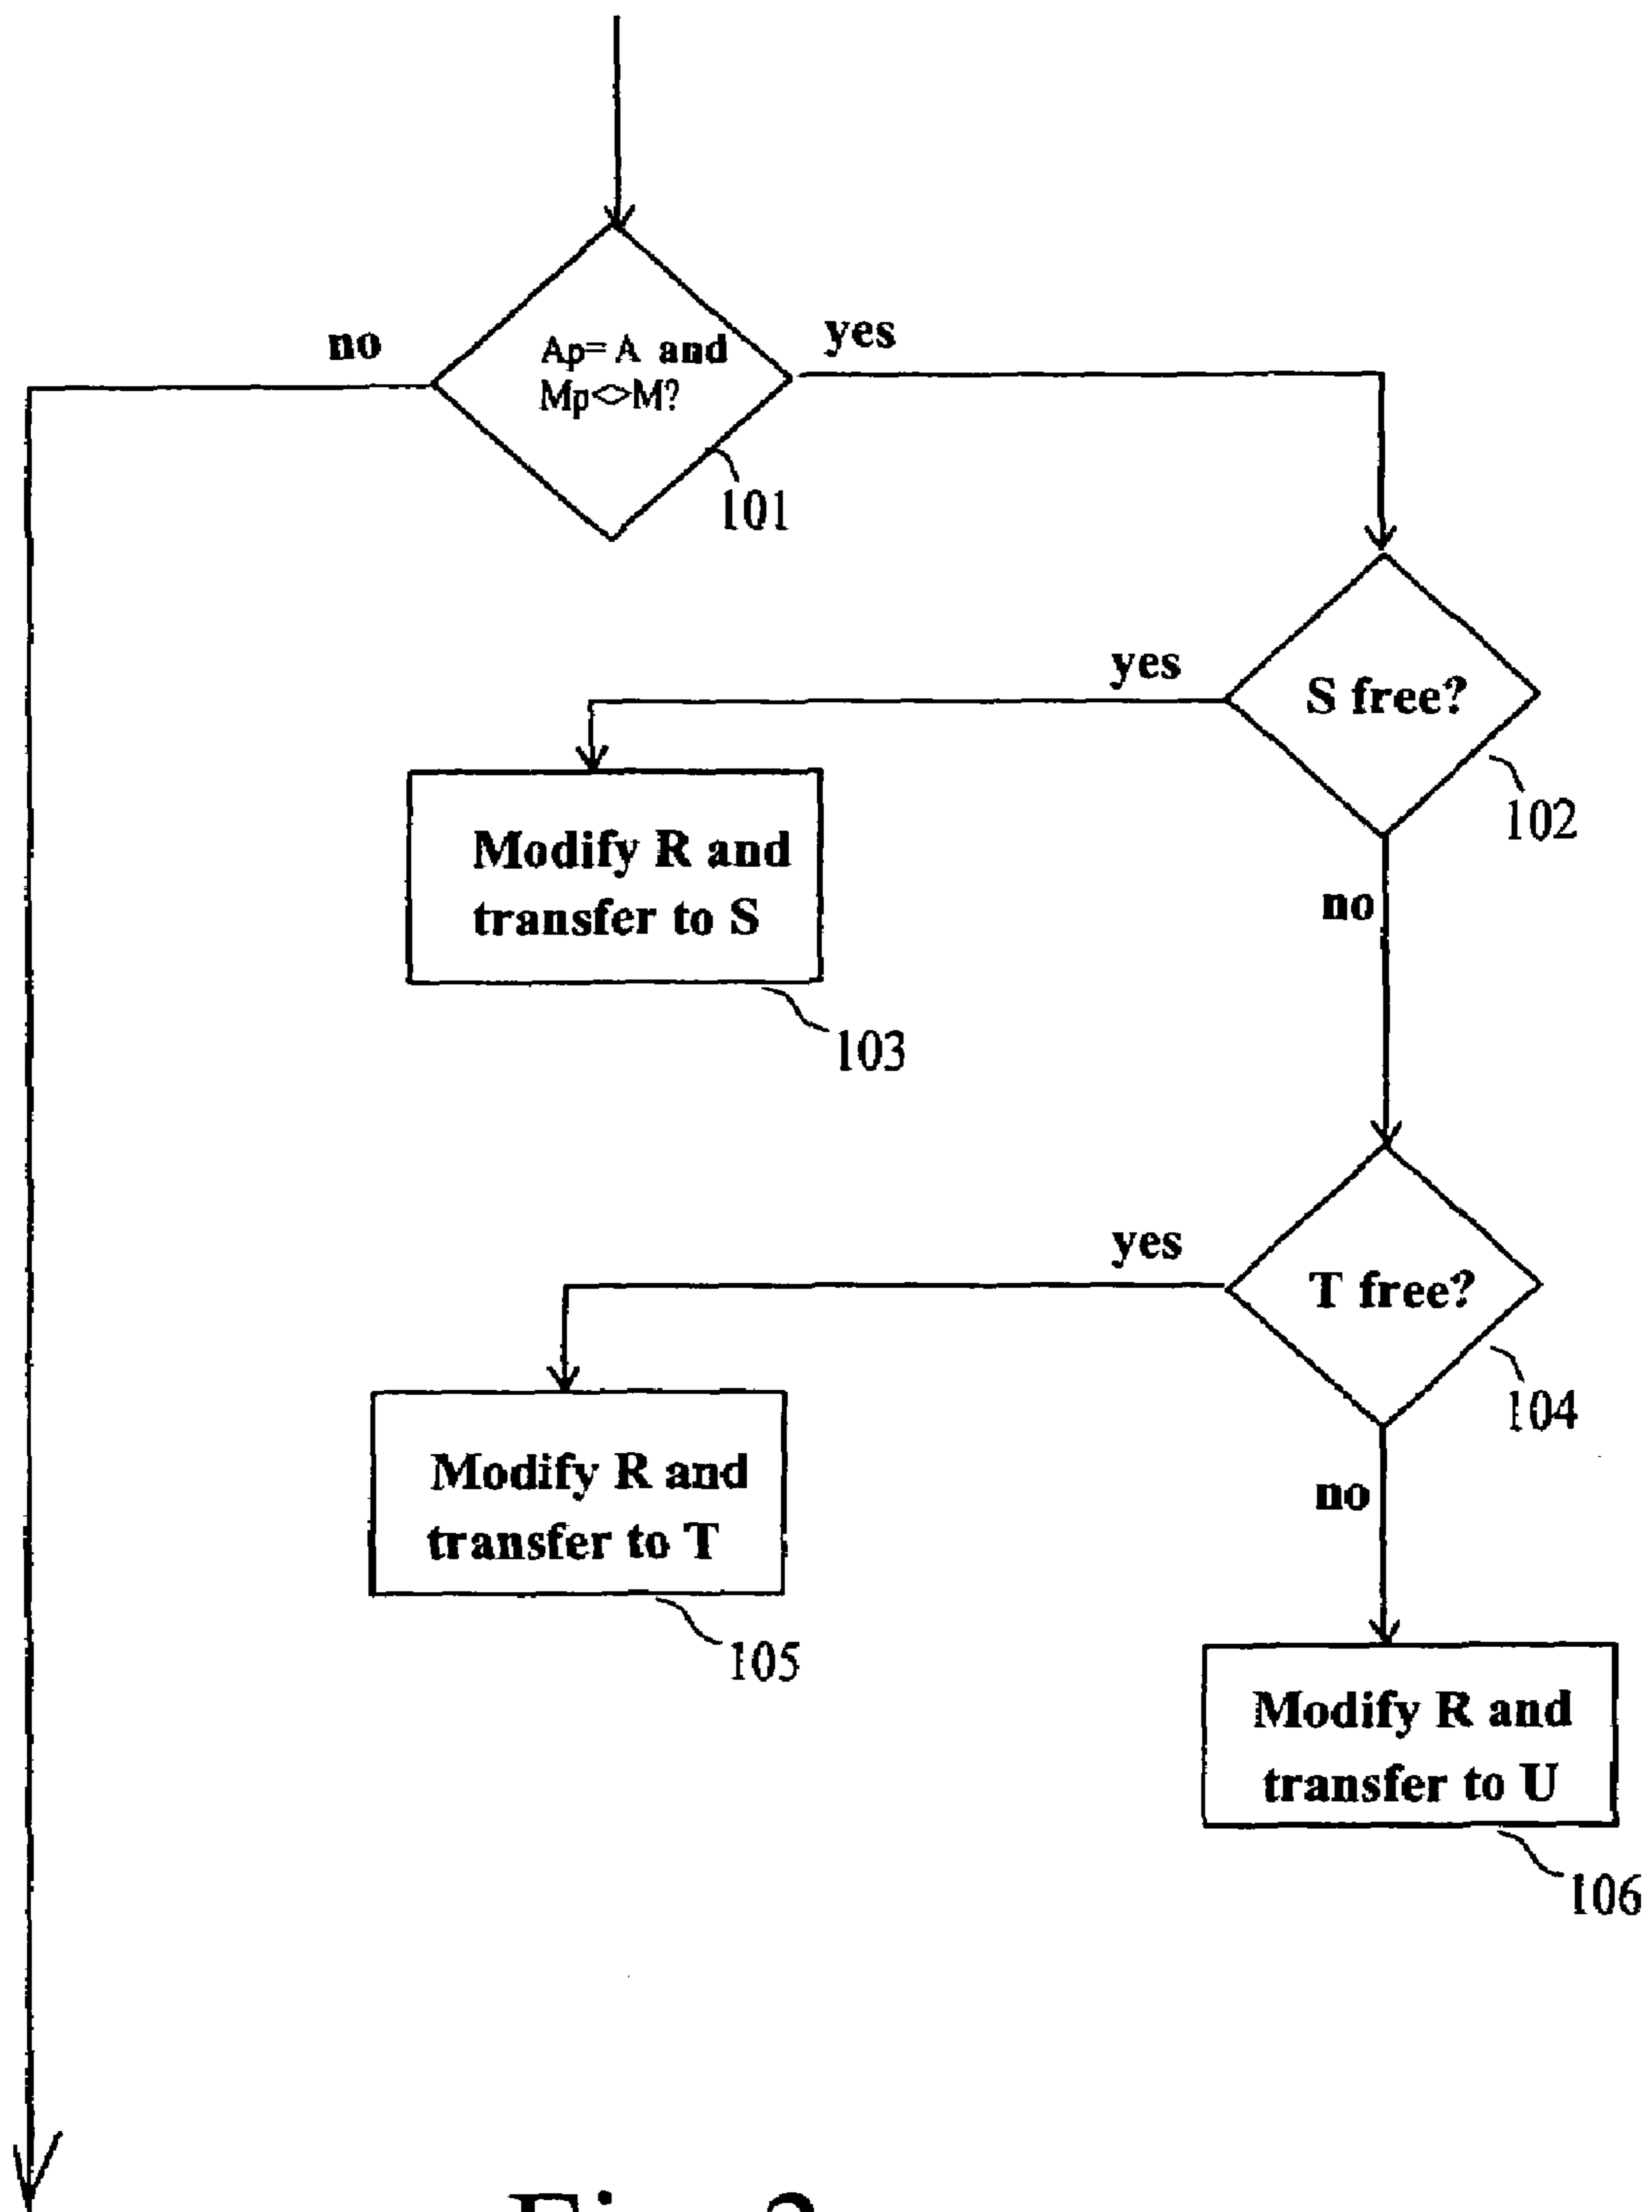 no
Ap= A and
Mp<>M?
yes
101
yes
S free?
102
Modify R and
transfer to S
no
103
yes
T free?
104
Modify R and
transfer to T
no
105
Modify R and
transfer to U
106